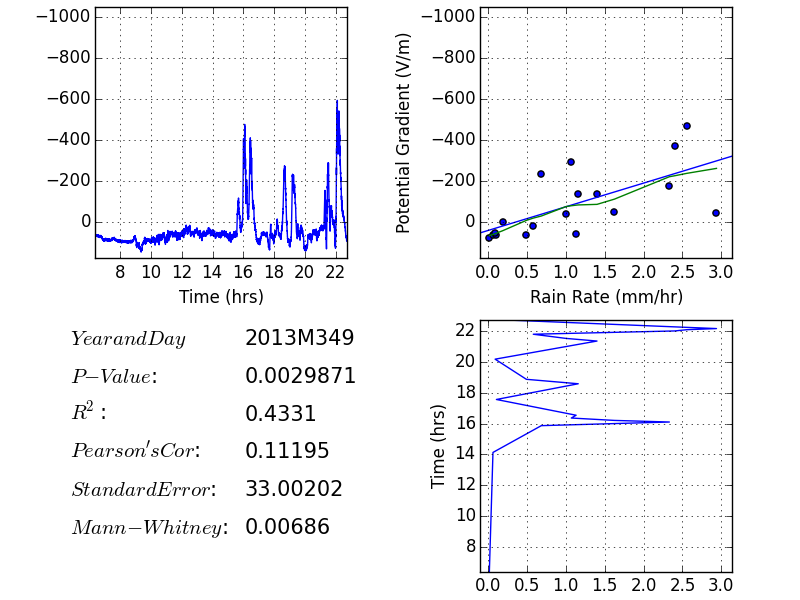 −1000
−800
−600
−400
−200
0
8 10 12 14 16 18 20 22
Time (hrs)
Potential Gradient (V/m)
−1000
−800
−600
−400
−200
0
0.0 0.5 1.0 1.5 2.0 2.5 3.0
Rain Rate (mm/hr)
YearandDay 2013M349
P−Value: 0.0029871
R²: 0.4331
Pearson'sCor: 0.11195
StandardError: 33.00202
Mann−Whitney: 0.00686
Time (hrs)
22
20
18
16
14
12
10
8
0.0 0.5 1.0 1.5 2.0 2.5 3.0